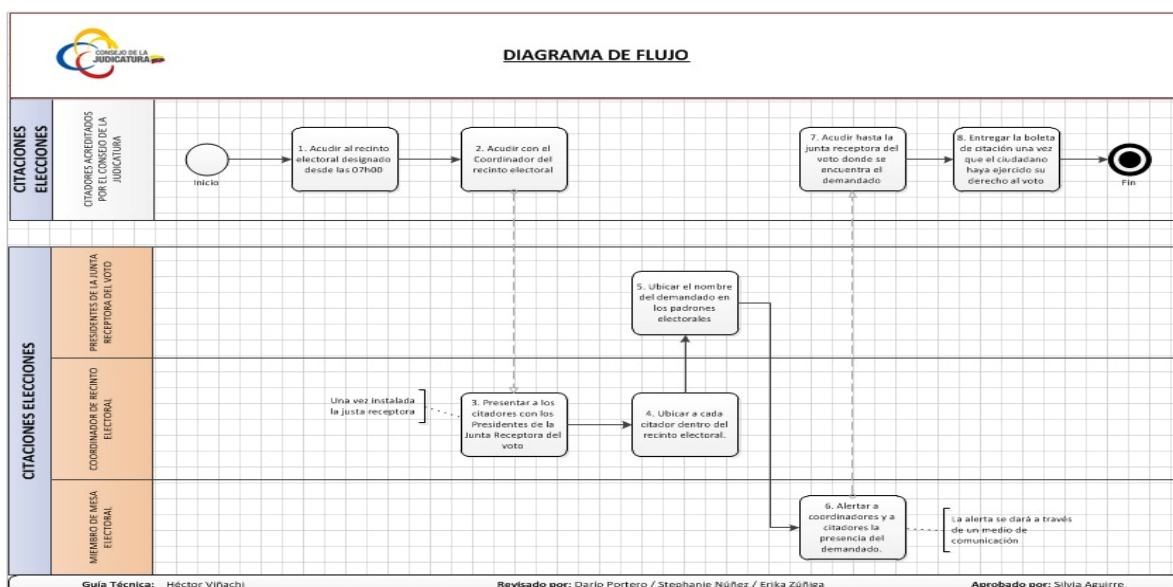 CONSEJO DE LA
JUDICATURA
DIAGRAMA DE FLUJO
CITACIONES
ELECCIONES
CITADORES ACREDITADOS
POR EL CONSEJO DE LA
JUDICATURA
Inicio
1. Acudir al recinto
electoral designado
desde las 07h00
2. Acudir con el
Coordinador del
recinto electoral
7. Acudir hasta la
junta receptora del
voto donde se
encuentra el
demandado
8. Entregar la boleta
de citación una vez
que el ciudadano
haya ejercido su
derecho al voto
Fin
CITACIONES ELECCIONES
PRESIDENTES DE LA JUNTA
RECEPTORA DEL VOTO
5. Ubicar el nombre
del demandado en
los padrones
electorales
COORDINADOR DE RECINTO
ELECTORAL
Una vez instalada
la justa receptora
3. Presentar a los
citadores con los
Presidentes de la
Junta Receptora del
voto
4. Ubicar a cada
citador dentro del
recinto electoral.
MIEMBRO DE MESA
ELECTORAL
6. Alertar a
coordinadores y a
citadores la
presencia del
demandado.
La alerta se dará a través
de un medio de
comunicación
Guía Técnica: Héctor Viñachi
Revisado por: Darío Portero / Stephanie Núñez / Erika Zúñiga
Aprobado por: Silvia Aguirre